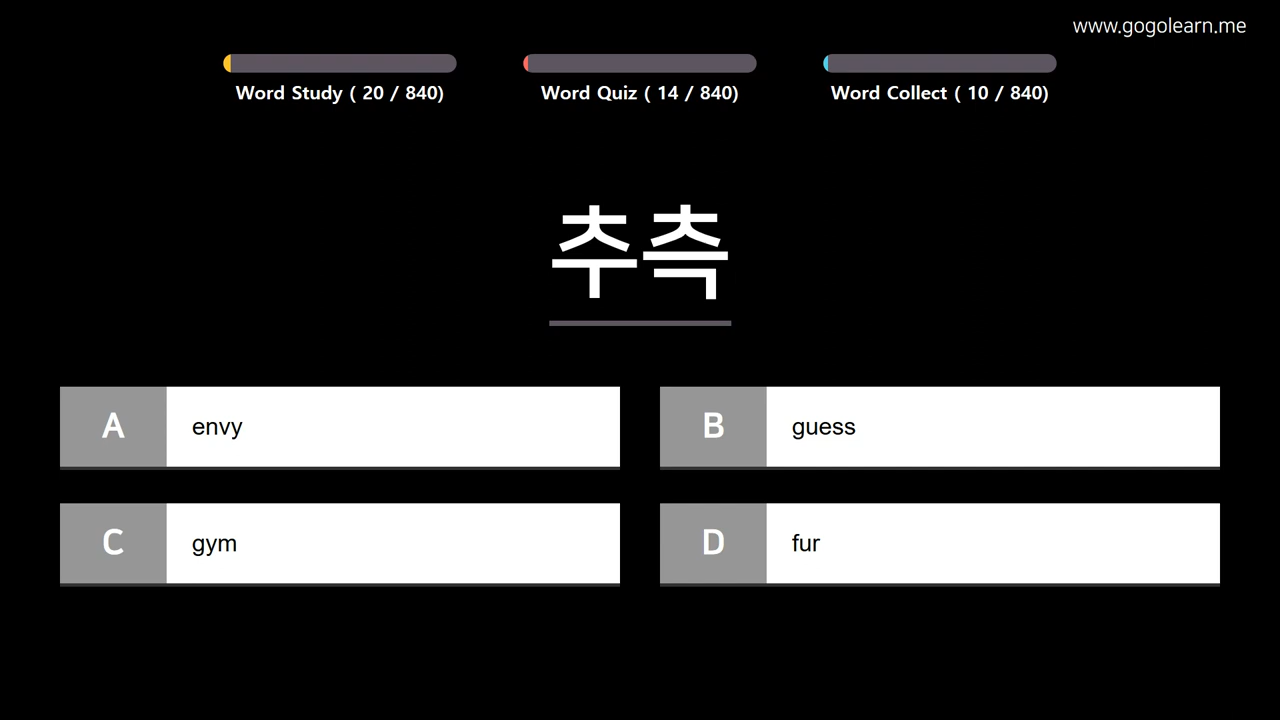 www.gogolearn.me
Word Study ( 20 / 840)
Word Quiz ( 14 / 840)
Word Collect ( 10 / 840)
추측
A envy
B guess
C gym
D fur